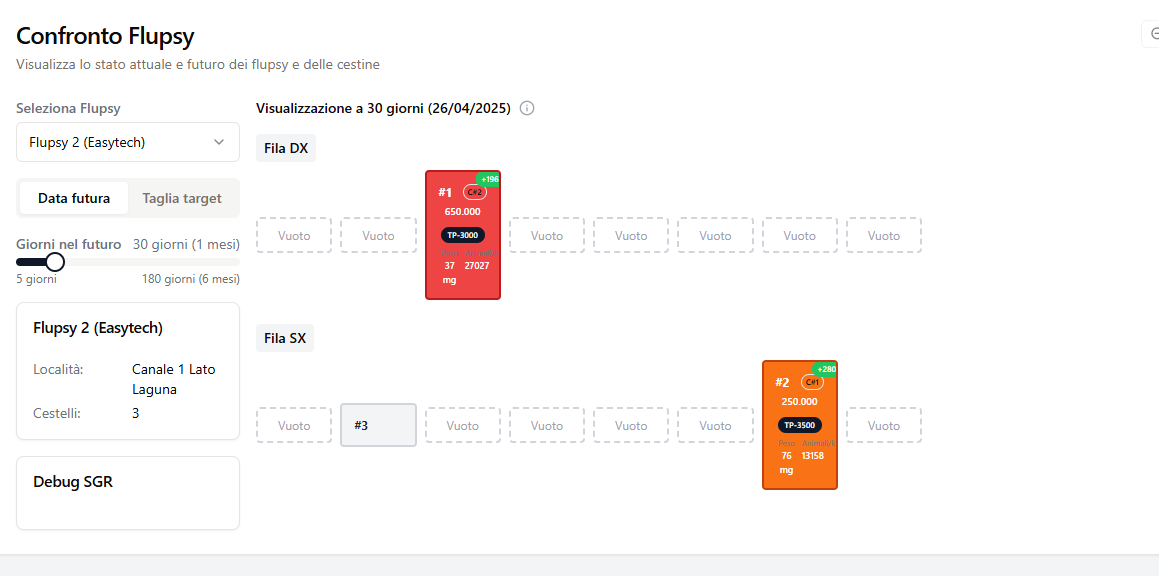 Confronto Flupsy
Visualizza lo stato attuale e futuro dei flupsy e delle cestine
Seleziona Flupsy
Flupsy 2 (Easytech)
Data futura
Taglia target
Giorni nel futuro
30 giorni (1 mesi)
5 giorni
180 giorni (6 mesi)
Flupsy 2 (Easytech)
Località:
Canale 1 Lato
Laguna
Cestelli:
3
Debug SGR
Visualizzazione a 30 giorni (26/04/2025)
Fila DX
Vuoto
Vuoto
#1
C#2
+196
650.000
TP-3000
Peso
37
27027
mg
Vuoto
Vuoto
Vuoto
Vuoto
Vuoto
Fila SX
Vuoto
#3
Vuoto
Vuoto
Vuoto
Vuoto
#2
C#1
+280
250.000
TP-3500
Peso Animali/k
76
13158
mg
Vuoto